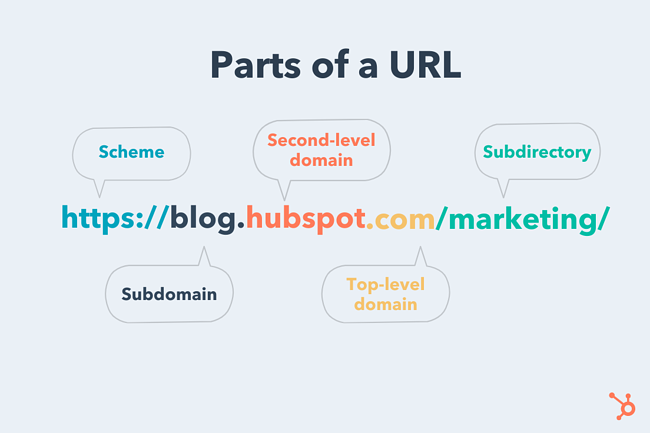 Parts of a URL
Scheme
Second-level
domain
Subdirectory
https://blog.hubspot.com/marketing/
Subdomain
Top-level
domain